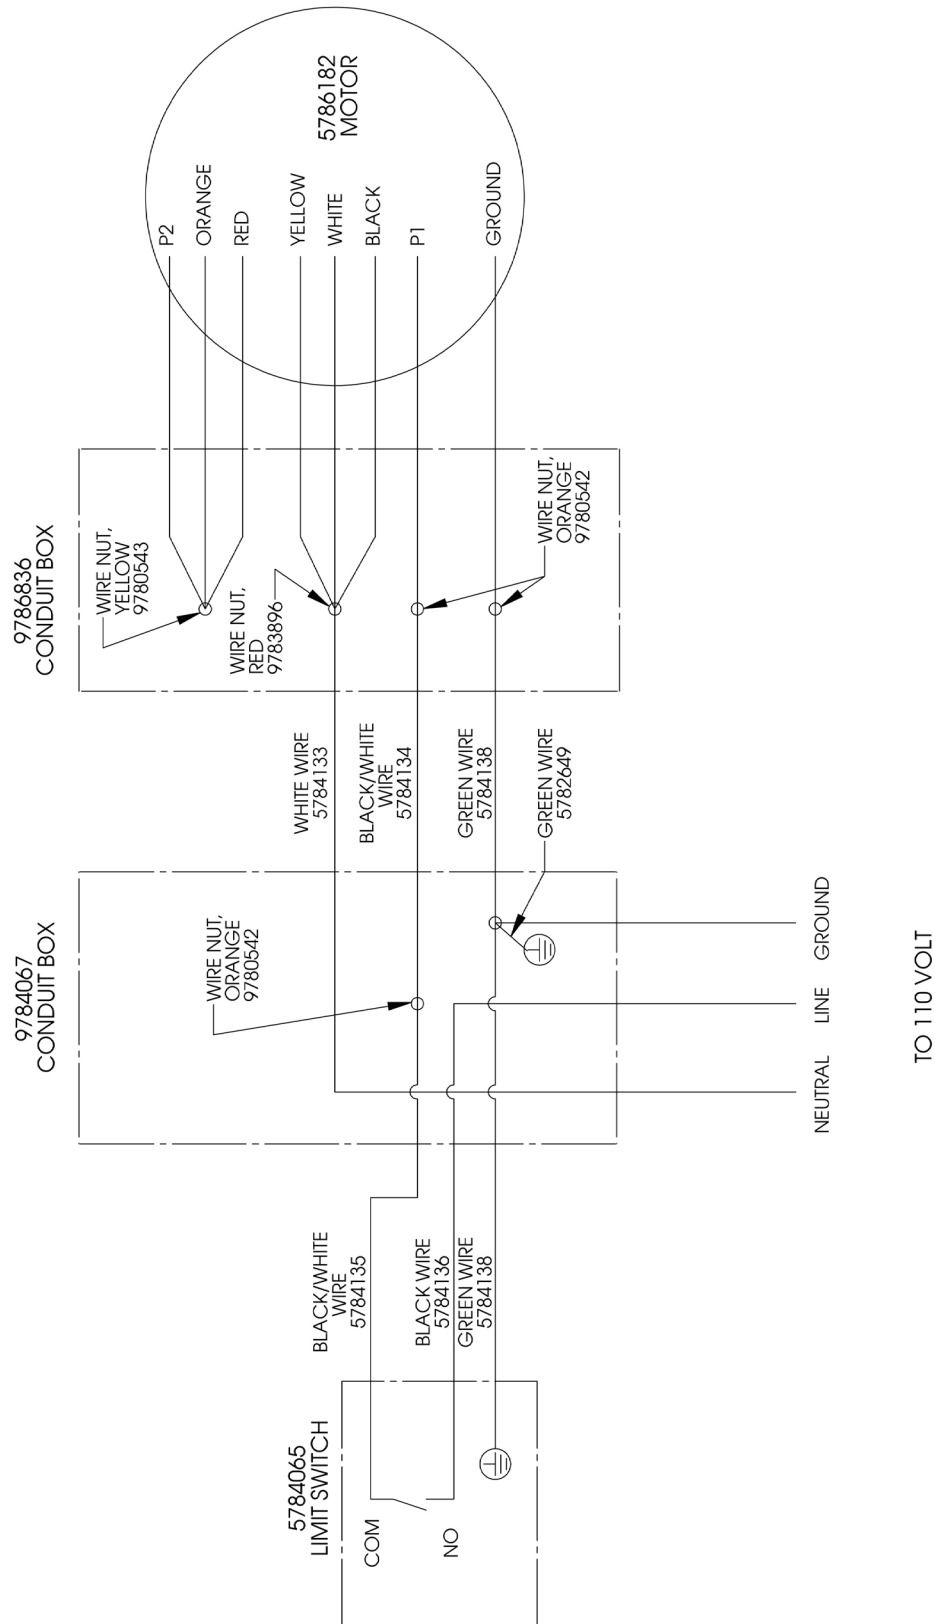 5786182
MOTOR
P2
ORANGE
RED
YELLOW
WHITE
BLACK
P1
GROUND
9786836
CONDUIT BOX
WIRE NUT,
YELLOW
9780543
WIRE NUT,
RED
9783896
WIRE NUT,
ORANGE
9780542
WHITE WIRE
5784133
BLACK/WHITE
WIRE
5784134
GREEN WIRE
5784138
GREEN WIRE
5782649
9784067
CONDUIT BOX
WIRE NUT,
ORANGE
9780542
NEUTRAL
LINE
GROUND
TO 110 VOLT
BLACK/WHITE
WIRE
5784135
BLACK WIRE
5784136
GREEN WIRE
5784138
5784065
LIMIT SWITCH
COM
NO